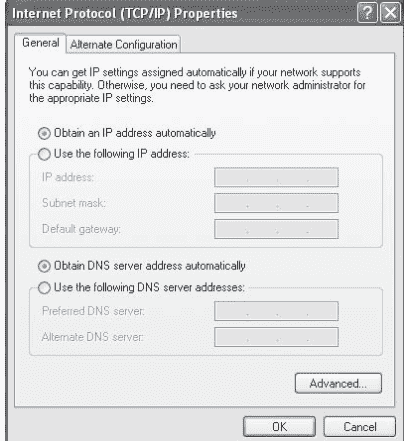 Internet Protocol (TCP/IP) Properties
General Alternate Configuration
You can get IP settings assigned automatically if your network supports
this capability. Otherwise, you need to ask your network administrator for
the appropriate IP settings.
Obtain an IP address automatically
Use the following IP address:
IP address:
Subnet mask:
Default gateway:
Obtain DNS server address automatically
Use the following DNS server addresses:
Preferred DNS server:
Alternate DNS server:
Advanced...
OK Cancel